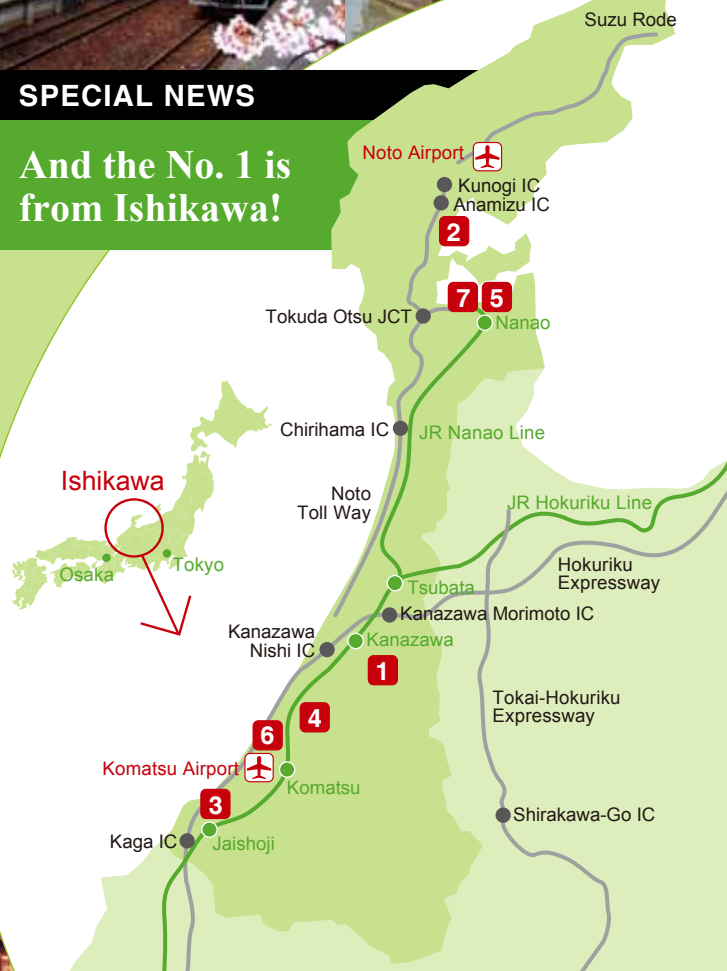 Suzu Rode
SPECIAL NEWS
And the No. 1 is
from Ishikawa!
Noto Airport
Kunogi IC
Anamizu IC
2
7
5
Tokuda Otsu JCT
Nanao
Chirihama IC
JR Nanao Line
Ishikawa
Noto
Toll Way
JR Hokuriku Line
Osaka
Tokyo
Hokuriku
Expressway
Tsubata
Kanazawa Morimoto IC
Kanazawa
Nishi IC
Kanazawa
1
Tokai-Hokuriku
Expressway
4
6
Komatsu Airport
Komatsu
3
Shirakawa-Go IC
Kaga IC
Jaishoji